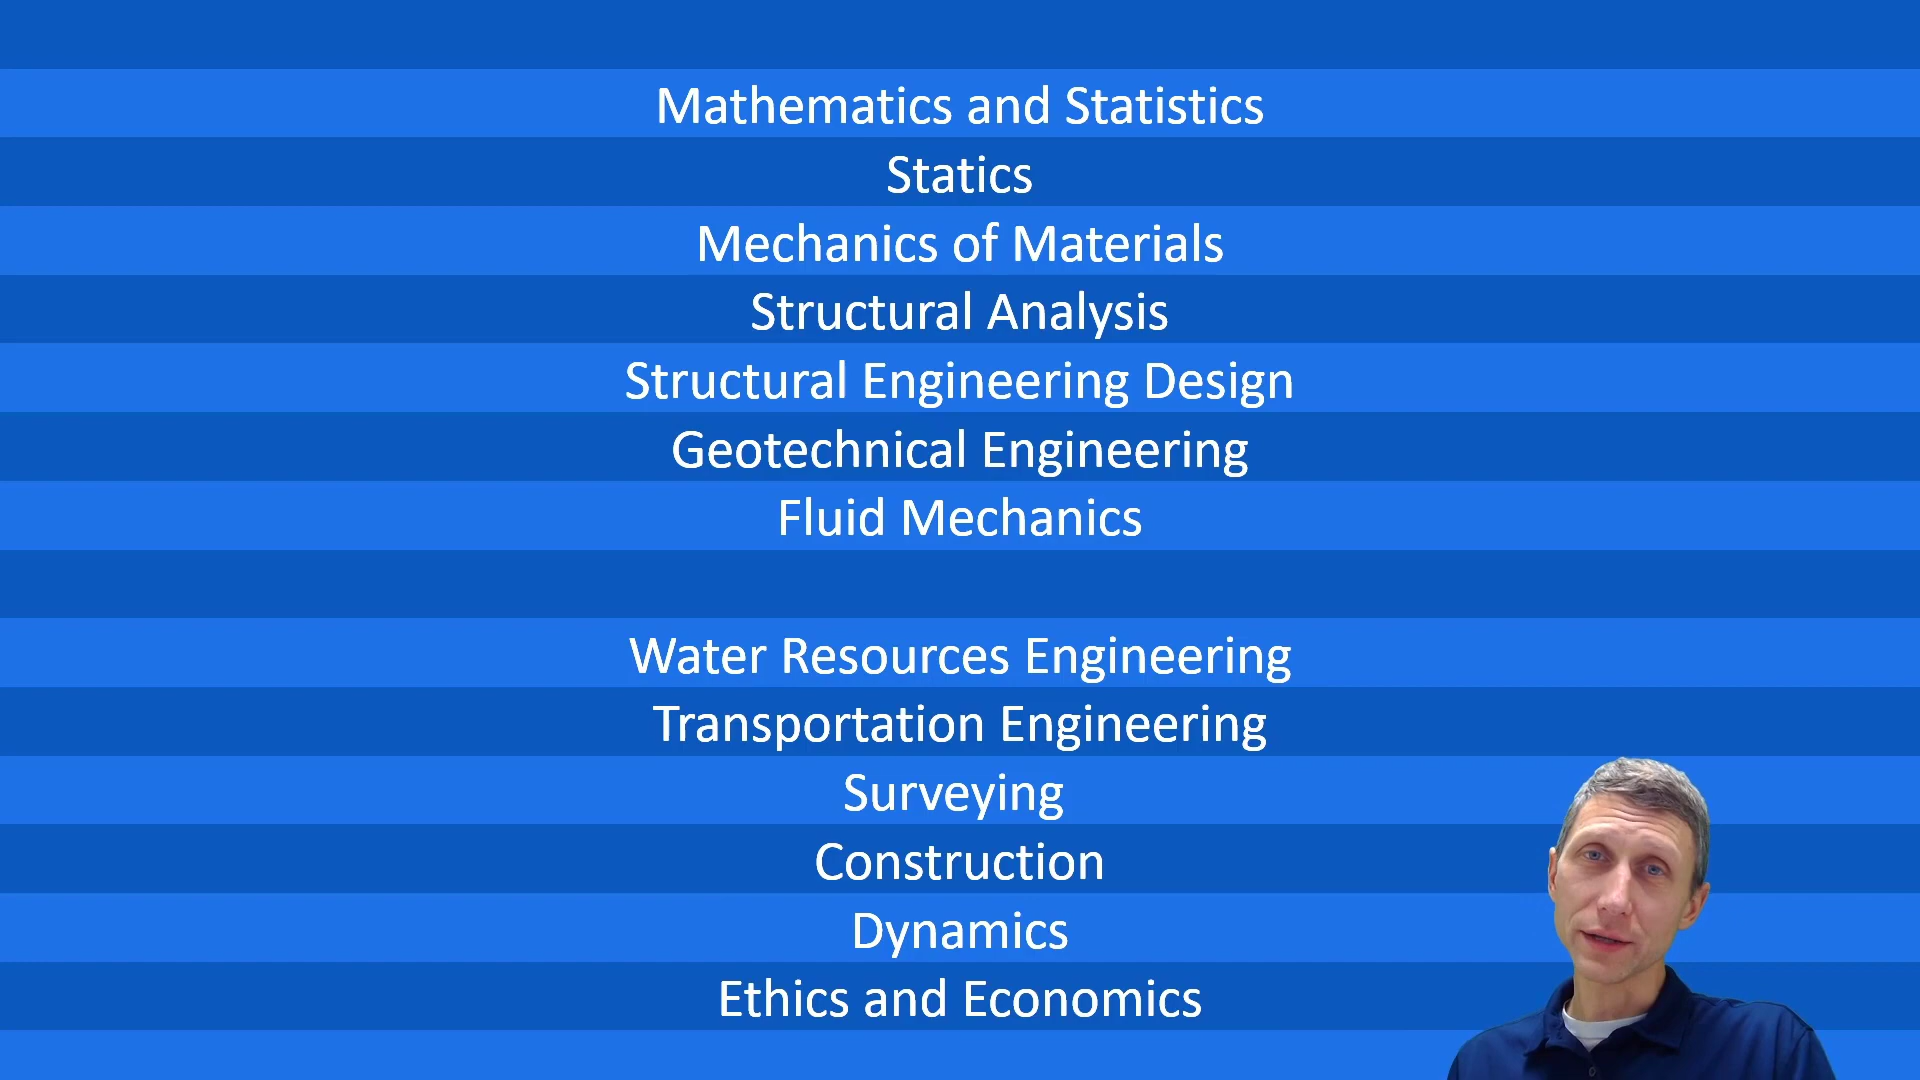 Mathematics and Statistics
Statics
Mechanics of Materials
Structural Analysis
Structural Engineering Design
Geotechnical Engineering
Fluid Mechanics
Water Resources Engineering
Transportation Engineering
Surveying
Construction
Dynamics
Ethics and Economics